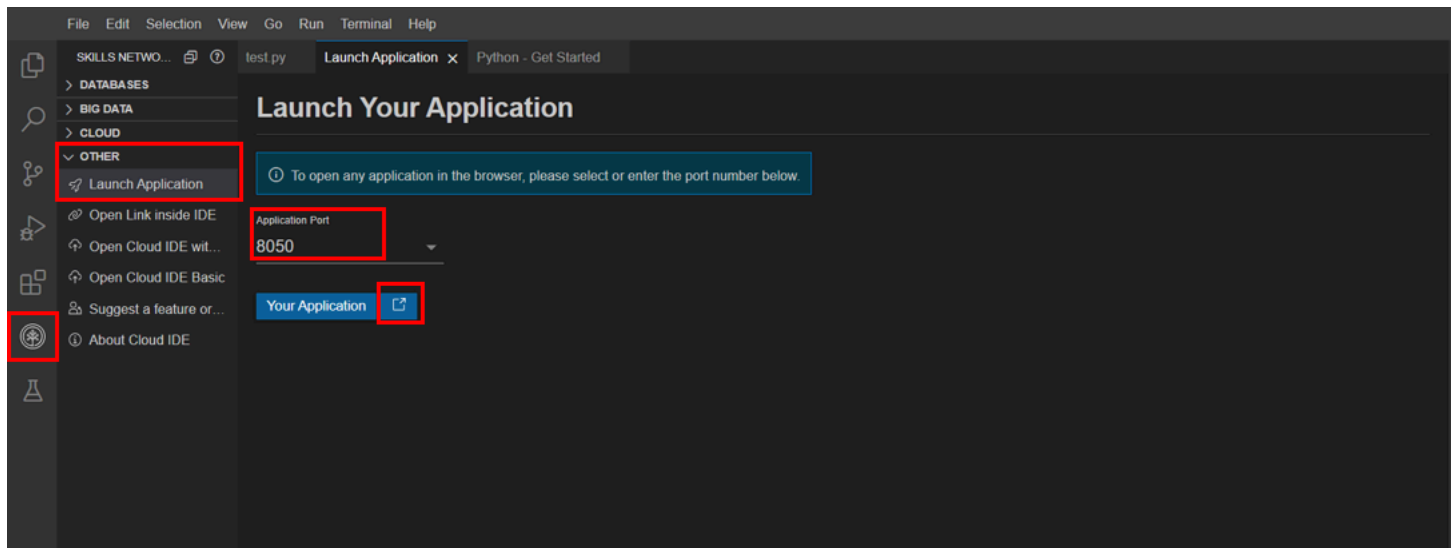 File Edit Selection View Go Run Terminal Help
SKILLS NETWO...
test.py Launch Application Python - Get Started
DATABASES
BIG DATA
CLOUD
OTHER
Launch Application
Open Link inside IDE
Open Cloud IDE wit...
Open Cloud IDE Basic
Suggest a feature or...
About Cloud IDE
Launch Your Application
To open any application in the browser, please select or enter the port number below.
Application Port
8050
Your Application